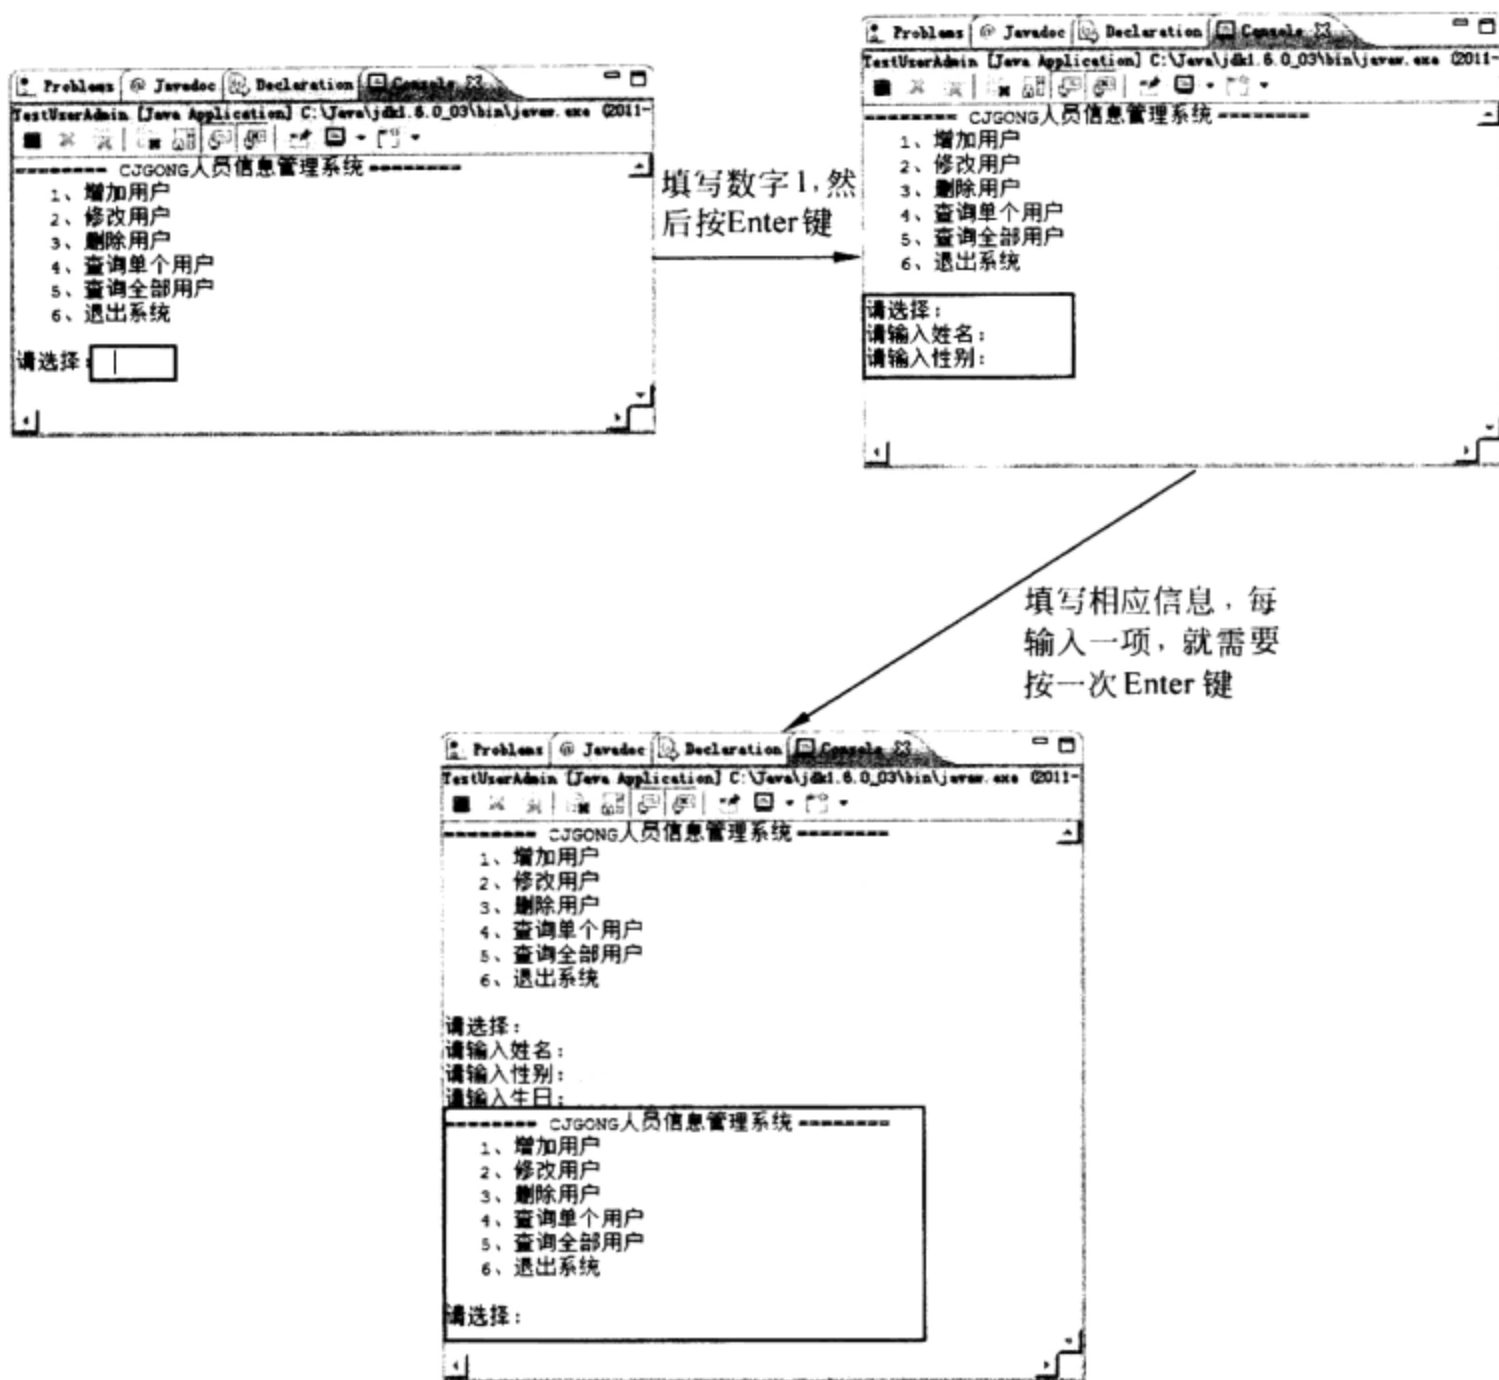 Problems @ Javadoc Declaration Console
TestUserAdmin [Java Application] C:\Java\jdk1.6.0_03\bin\javaw.exe (2011-
======== CJGONG人员信息管理系统 ========
1、增加用户
2、修改用户
3、删除用户
4、查询单个用户
5、查询全部用户
6、退出系统
请选择：
填写数字 1，然
后按Enter 键
Problems @ Javadoc Declaration Console
TestUserAdmin [Java Application] C:\Java\jdk1.6.0_03\bin\javaw.exe (2011-
======== CJGONG人员信息管理系统 ========
1、增加用户
2、修改用户
3、删除用户
4、查询单个用户
5、查询全部用户
6、退出系统
请选择：
请输入姓名：
请输入性别：
填写相应信息，每
输入一项，就需要
按一次 Enter 键
Problems @ Javadoc Declaration Console
TestUserAdmin [Java Application] C:\Java\jdk1.6.0_03\bin\javaw.exe (2011-
======== CJGONG人员信息管理系统 ========
1、增加用户
2、修改用户
3、删除用户
4、查询单个用户
5、查询全部用户
6、退出系统
请选择：
请输入姓名：
请输入性别：
请输入生日：
======== CJGONG人员信息管理系统 ========
1、增加用户
2、修改用户
3、删除用户
4、查询单个用户
5、查询全部用户
6、退出系统
请选择：